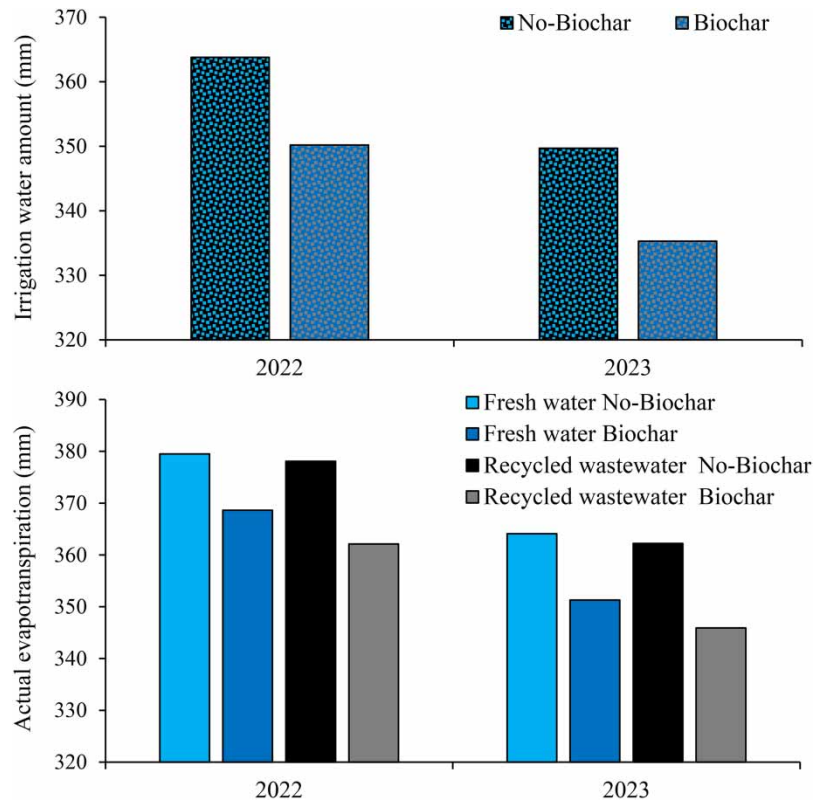 No-Biochar Biochar
Irrigation water amount (mm)
370
360
350
340
330
320
2022 2023
Fresh water No-Biochar
Fresh water Biochar
Recycled wastewater No-Biochar
Recycled wastewater Biochar
Actual evapotranspiration (mm)
390
380
370
360
350
340
330
320
2022 2023